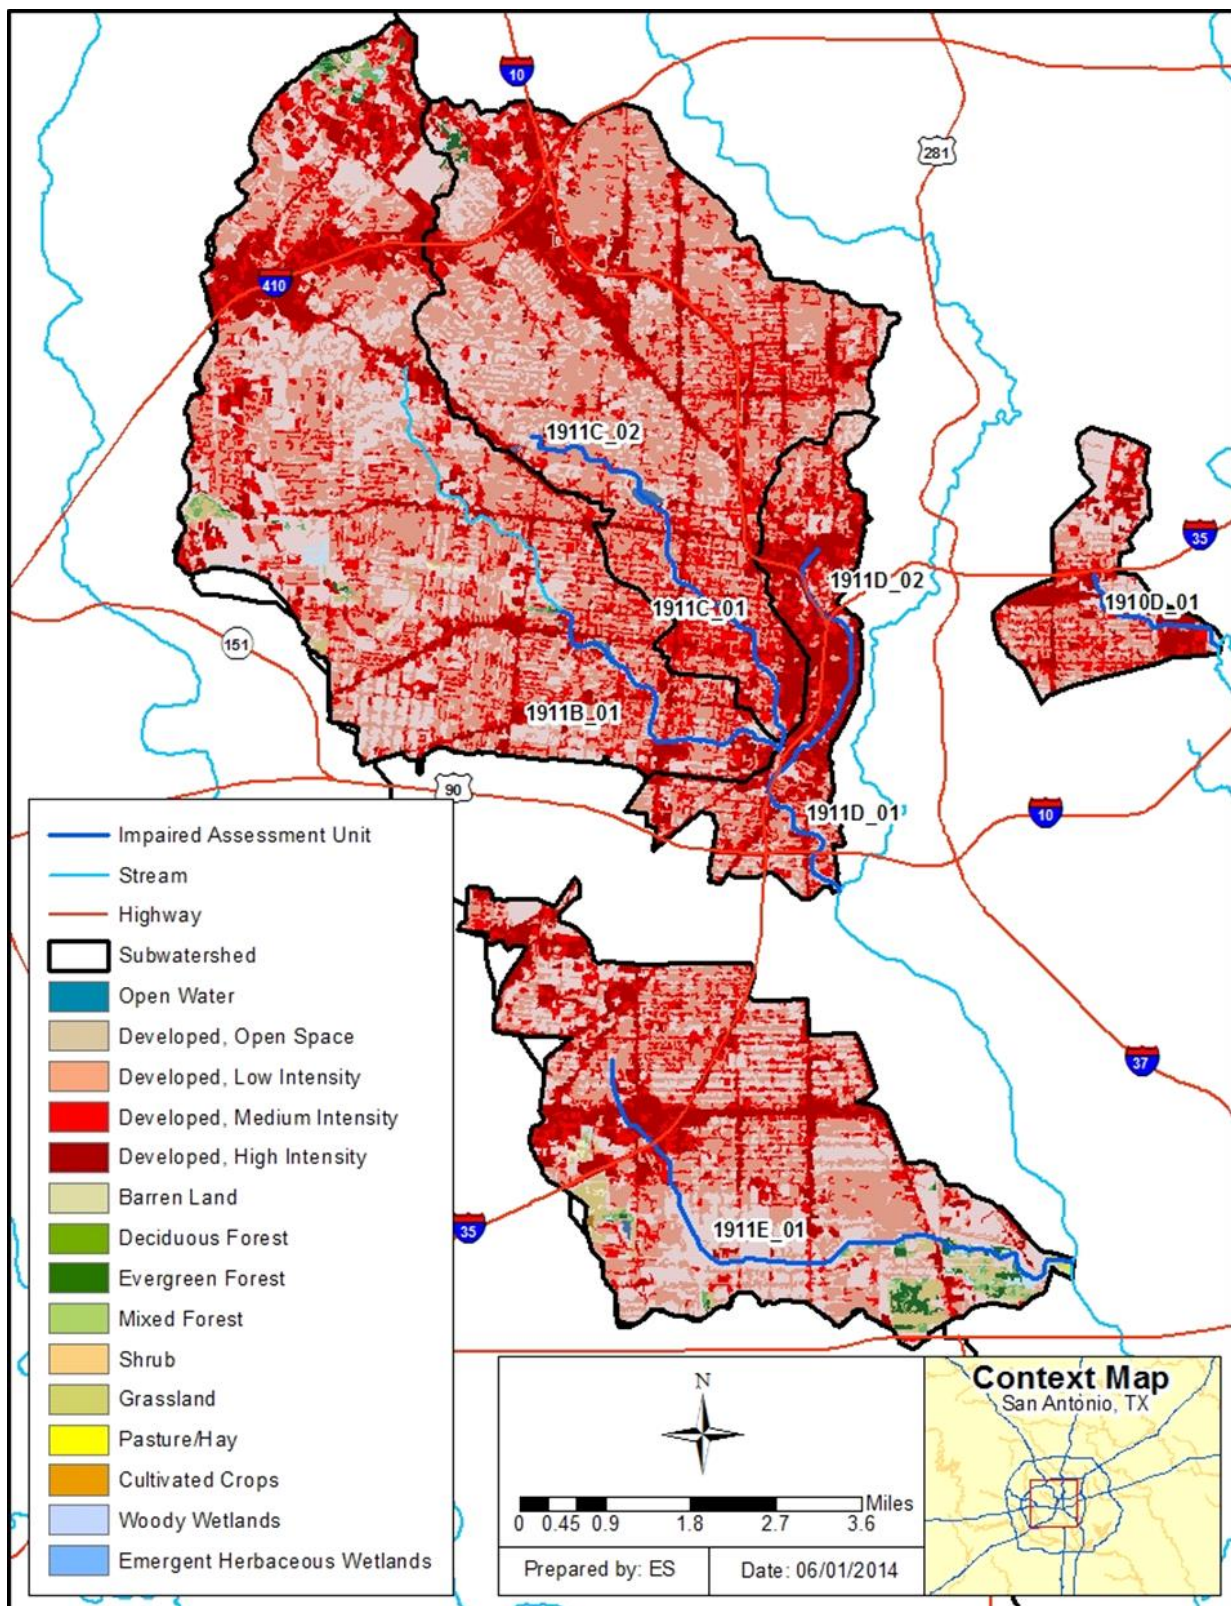 10
281
410
1911C_02
35
1911D_02
1911C_01
1910D_01
151
1911B_01
90
1911D_01
10
37
35
1911E_01
Impaired Assessment Unit
Stream
Highway
Subwatershed
Open Water
Developed, Open Space
Developed, Low Intensity
Developed, Medium Intensity
Developed, High Intensity
Barren Land
Deciduous Forest
Evergreen Forest
Mixed Forest
Shrub
Grassland
Pasture/Hay
Cultivated Crops
Woody Wetlands
Emergent Herbaceous Wetlands
N
Miles
0 0.45 0.9 1.8 2.7 3.6
Prepared by: ES
Date: 06/01/2014
Context Map
San Antonio, TX